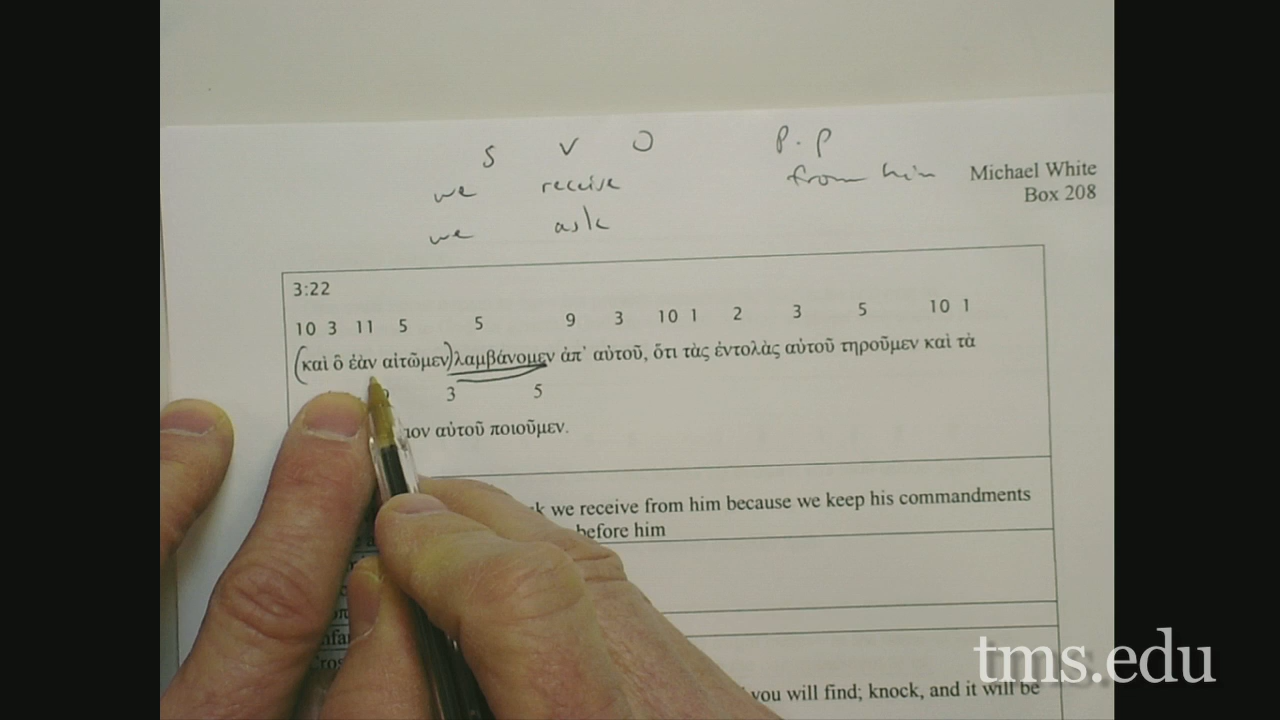 S V O P.P
we receive from him
we ask
Michael White
Box 208
3:22
10 3 11 5 5 9 3 10 1 2 3 5 10 1
(καὶ ὃ ἐὰν αἰτῶμεν) λαμβάνομεν ἀπ᾽ αὐτοῦ, ὅτι τὰς ἐντολὰς αὐτοῦ τηροῦμεν καὶ τὰ
3 5
αὐτοῦ ποιοῦμεν.
we receive from him because we keep his commandments
before him
you will find; knock, and it will be
tms.edu